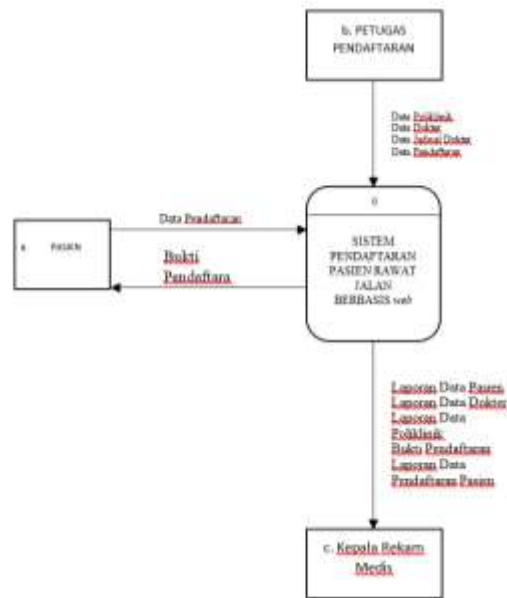 b. PETUGAS
PENDAFTARAN
Data Poliklinik
Data Dokter
Data Jadwal Dokter
Data Pendaftaran
0
a PASIEN
Data Pendaftaran
Bukti
Pendaftara
SISTEM
PENDAFTARAN
PASIEN RAWAT
JALAN
BERBASIS web
Laporan Data Pasien
Laporan Data Dokter
Laporan Data
Poliklinik
Bukti Pendaftaran
Laporan Data
Pendaftaran Pasien
c. Kepala Rekam
Medis